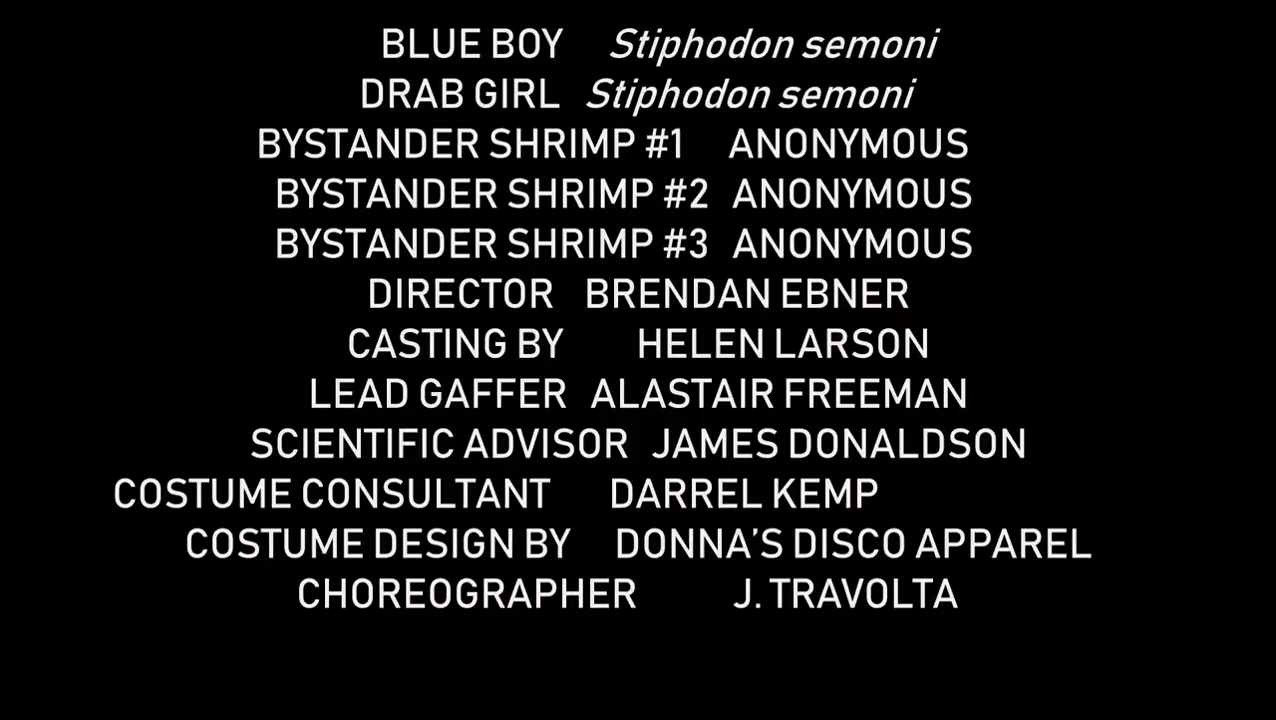 BLUE BOY Stiphodon semoni
DRAB GIRL Stiphodon semoni
BYSTANDER SHRIMP #1 ANONYMOUS
BYSTANDER SHRIMP #2 ANONYMOUS
BYSTANDER SHRIMP #3 ANONYMOUS
DIRECTOR BRENDAN EBNER
CASTING BY HELEN LARSON
LEAD GAFFER ALASTAIR FREEMAN
SCIENTIFIC ADVISOR JAMES DONALDSON
COSTUME CONSULTANT DARREL KEMP
COSTUME DESIGN BY DONNA’S DISCO APPAREL
CHOREOGRAPHER J. TRAVOLTA